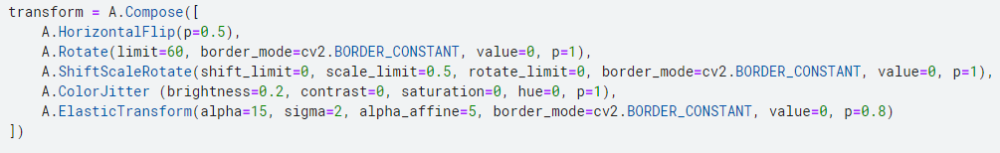 transform = A.Compose([
    A.HorizontalFlip(p=0.5),
    A.Rotate(limit=60, border_mode=cv2.BORDER_CONSTANT, value=0, p=1),
    A.ShiftScaleRotate(shift_limit=0, scale_limit=0.5, rotate_limit=0, border_mode=cv2.BORDER_CONSTANT, value=0, p=1),
    A.ColorJitter (brightness=0.2, contrast=0, saturation=0, hue=0, p=1),
    A.ElasticTransform(alpha=15, sigma=2, alpha_affine=5, border_mode=cv2.BORDER_CONSTANT, value=0, p=0.8)
])